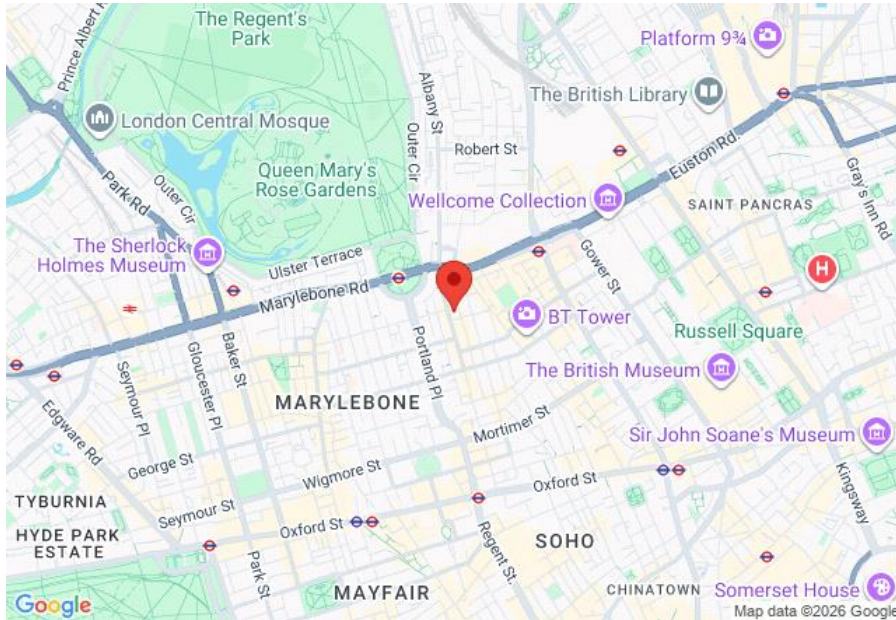 The Regent's
Park
Prince Albert R
Platform 9¾
Albany St
Outer Cir
The British Library
London Central Mosque
Robert St
Euston Rd.
Gray's Inn Rd
Queen Mary's
Rose Gardens
Park Rd
Outer Cir
Wellcome Collection
SAINT PANCRAS
The Sherlock
Holmes Museum
Ulster Terrace
Gower St
H
Marylebone Rd
BT Tower
Russell Square
Portland Pl
The British Museum
Baker St
Gloucester Pl
Seymour Pl
MARYLEBONE
Edgware Rd
Mortimer St
Sir John Soane's Museum
George St
Wigmore St
Kingsway
Oxford St
TYBURNIA
Seymour St
HYDE PARK
ESTATE
Oxford St
SOHO
Park St
Regent St.
MAYFAIR
CHINATOWN
Somerset House
Google
Map data ©2026 Google